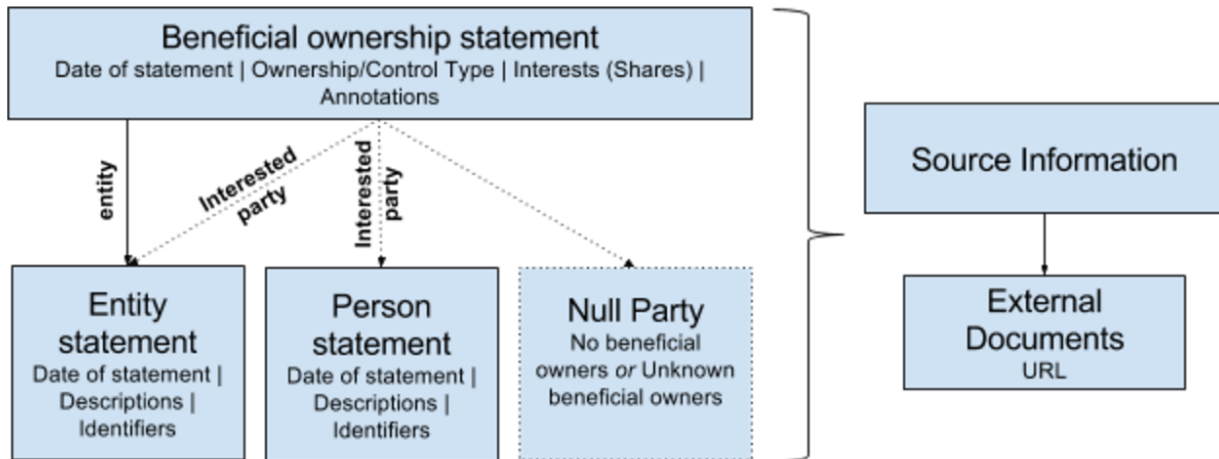 Beneficial ownership statement
Date of statement | Ownership/Control Type | Interests (Shares) |
Annotations
entity
Interested
party
Interested
party
Entity
statement
Date of statement |
Descriptions |
Identifiers
Person
statement
Date of statement |
Descriptions |
Identifiers
Null Party
No beneficial
owners or Unknown
beneficial owners
Source Information
External
Documents
URL